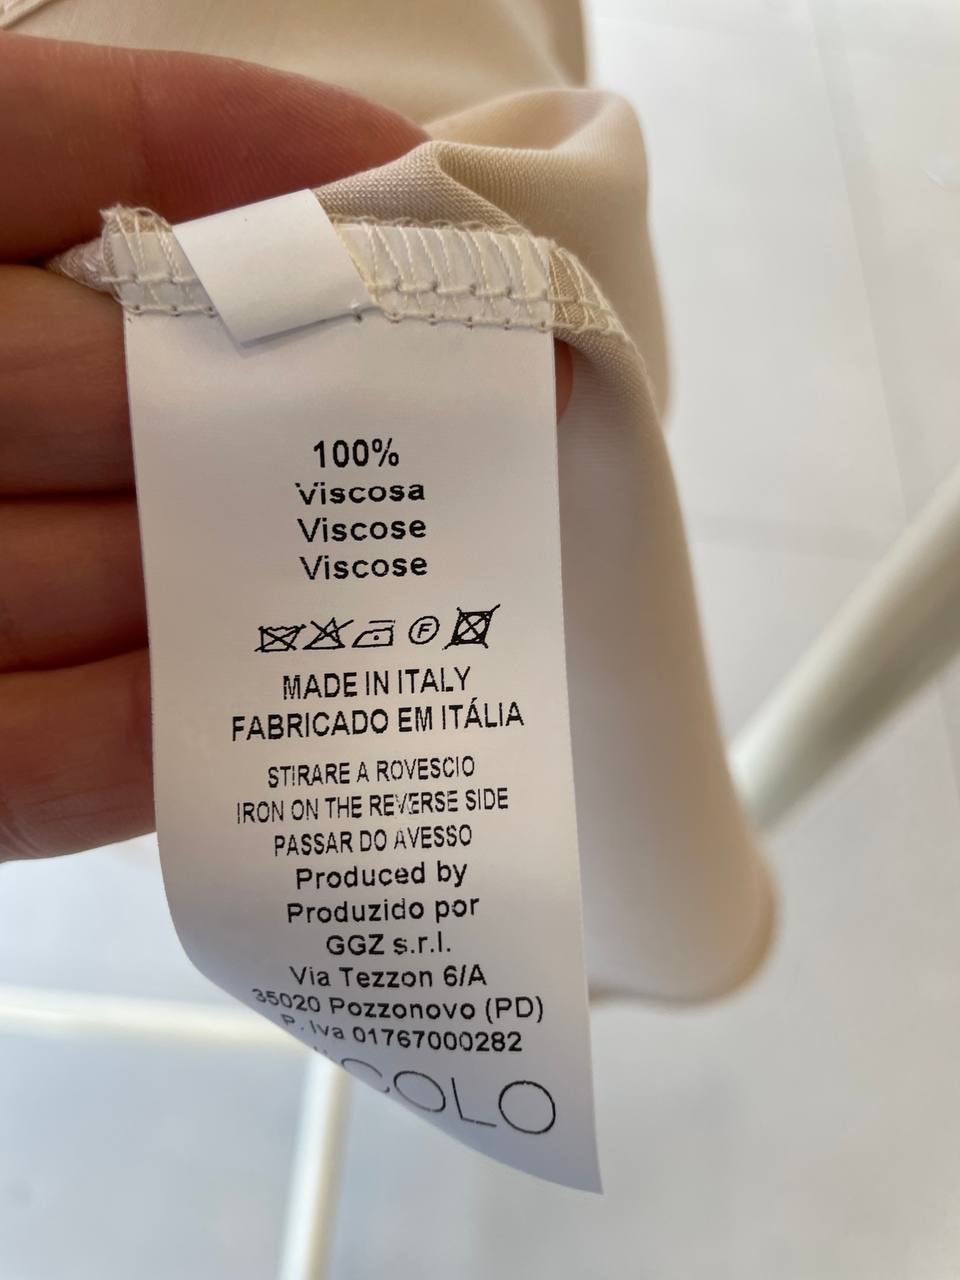 100%
Viscosa
Viscose
Viscose
F
MADE IN ITALY
FABRICADO EM ITÁLIA
STIRARE A ROVESCIO
IRON ON THE REVERSE SIDE
PASSAR DO AVESSO
Produced by
Produzido por
GGZ s.r.l.
Via Tezzon 6/A
35020 Pozzonovo (PD)
P. Iva 01767000282